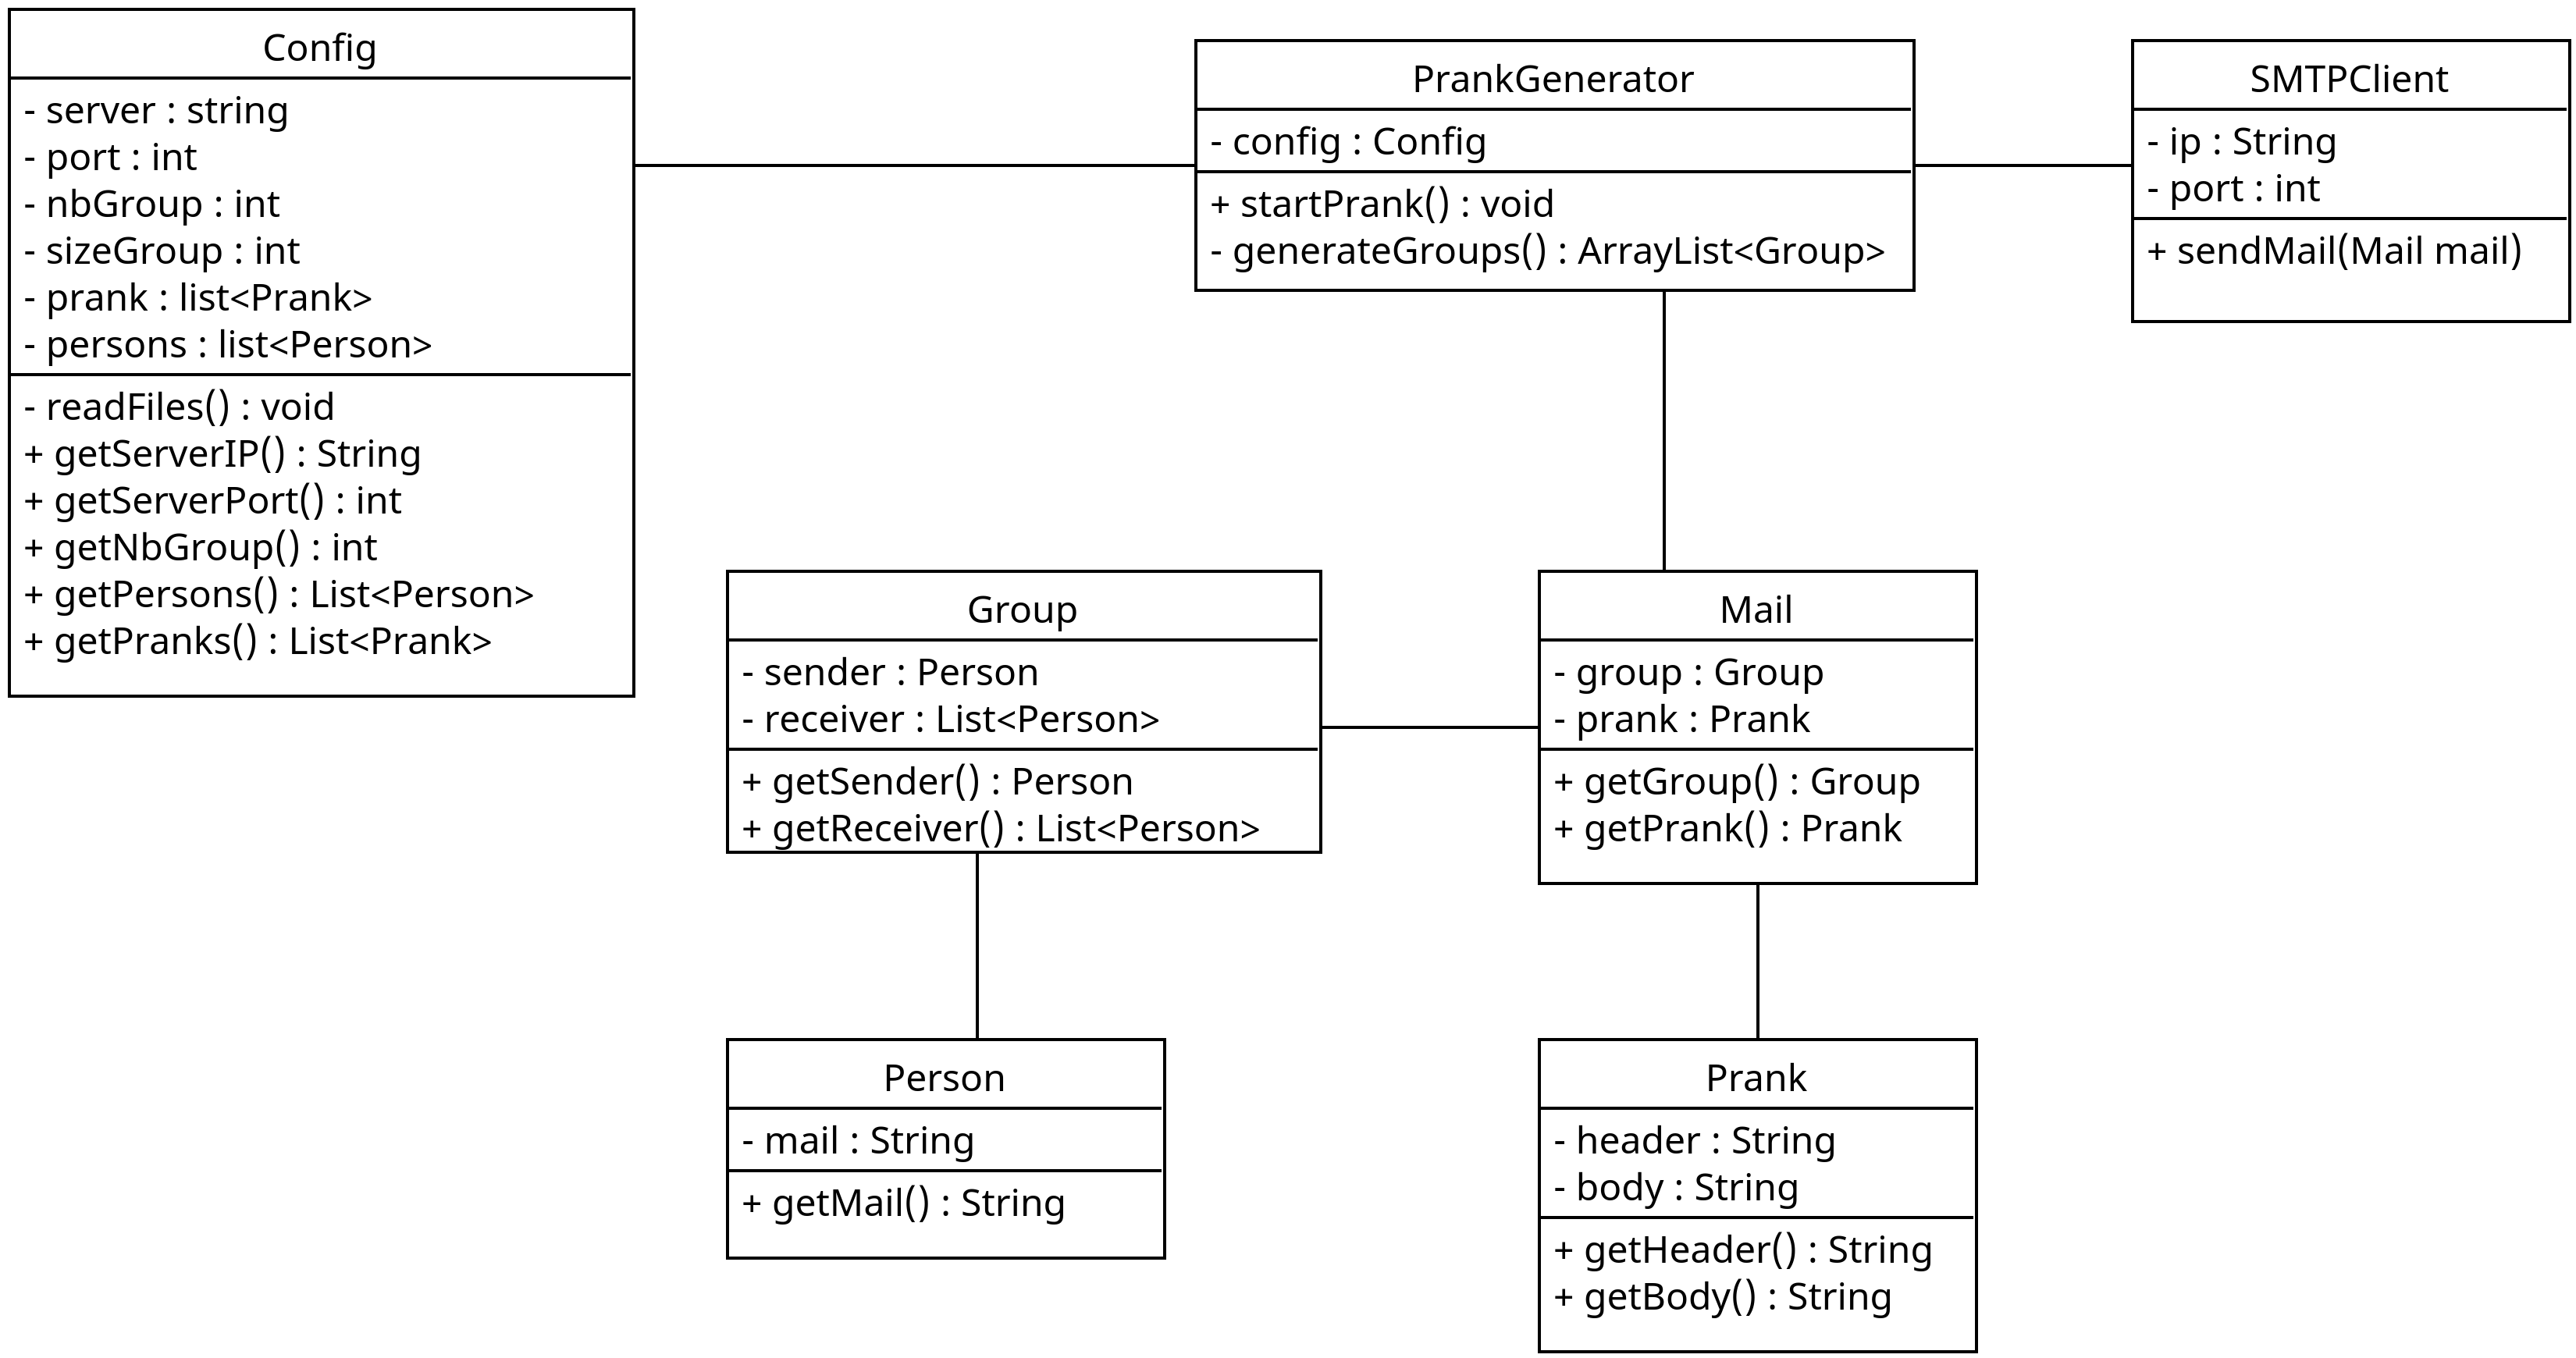 Config
- server : string
- port : int
- nbGroup : int
- sizeGroup : int
- prank : list<Prank>
- persons : list<Person>
- readFiles() : void
+ getServerIP() : String
+ getServerPort() : int
+ getNbGroup() : int
+ getPersons() : List<Person>
+ getPranks() : List<Prank>
PrankGenerator
- config : Config
+ startPrank() : void
- generateGroups() : ArrayList<Group>
SMTPClient
- ip : String
- port : int
+ sendMail(Mail mail)
Group
- sender : Person
- receiver : List<Person>
+ getSender() : Person
+ getReceiver() : List<Person>
Mail
- group : Group
- prank : Prank
+ getGroup() : Group
+ getPrank() : Prank
Person
- mail : String
+ getMail() : String
Prank
- header : String
- body : String
+ getHeader() : String
+ getBody() : String